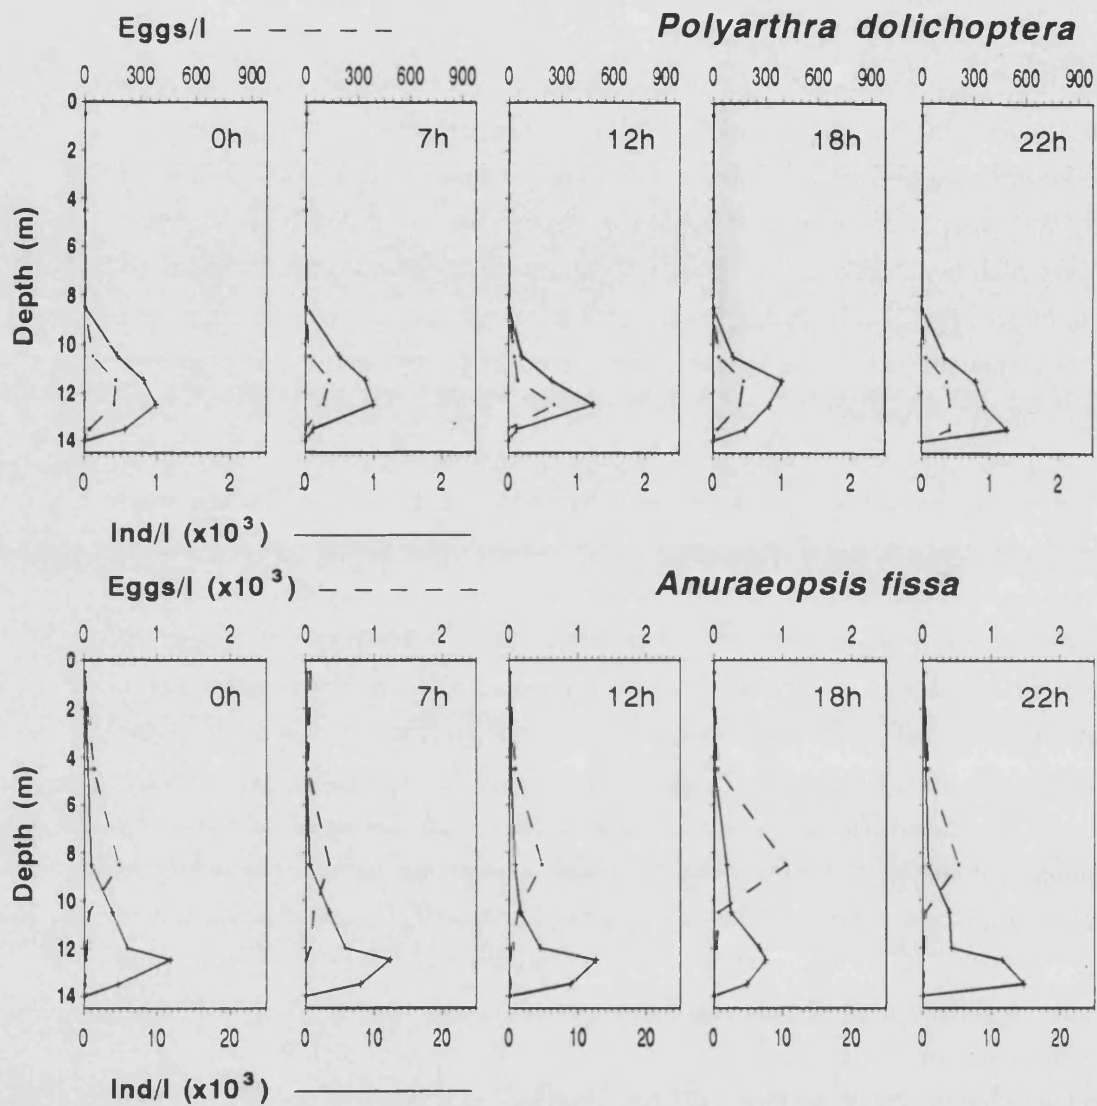 Eggs/l Polyarthra dolichoptera
0 300 600 900 0 300 600 900 0 300 600 900 0 300 600 900 0 300 600 900
0
2
4
6
8
10
12
14
Depth (m)
0h 7h 12h 18h 22h
0 1 2 0 1 2 0 1 2 0 1 2 0 1 2
Ind/l (x10³)
Eggs/l (x10³) Anuraeopsis fissa
0 1 2 0 1 2 0 1 2 0 1 2 0 1 2
0
2
4
6
8
10
12
14
Depth (m)
0h 7h 12h 18h 22h
0 10 20 0 10 20 0 10 20 0 10 20 0 10 20
Ind/l (x10³)